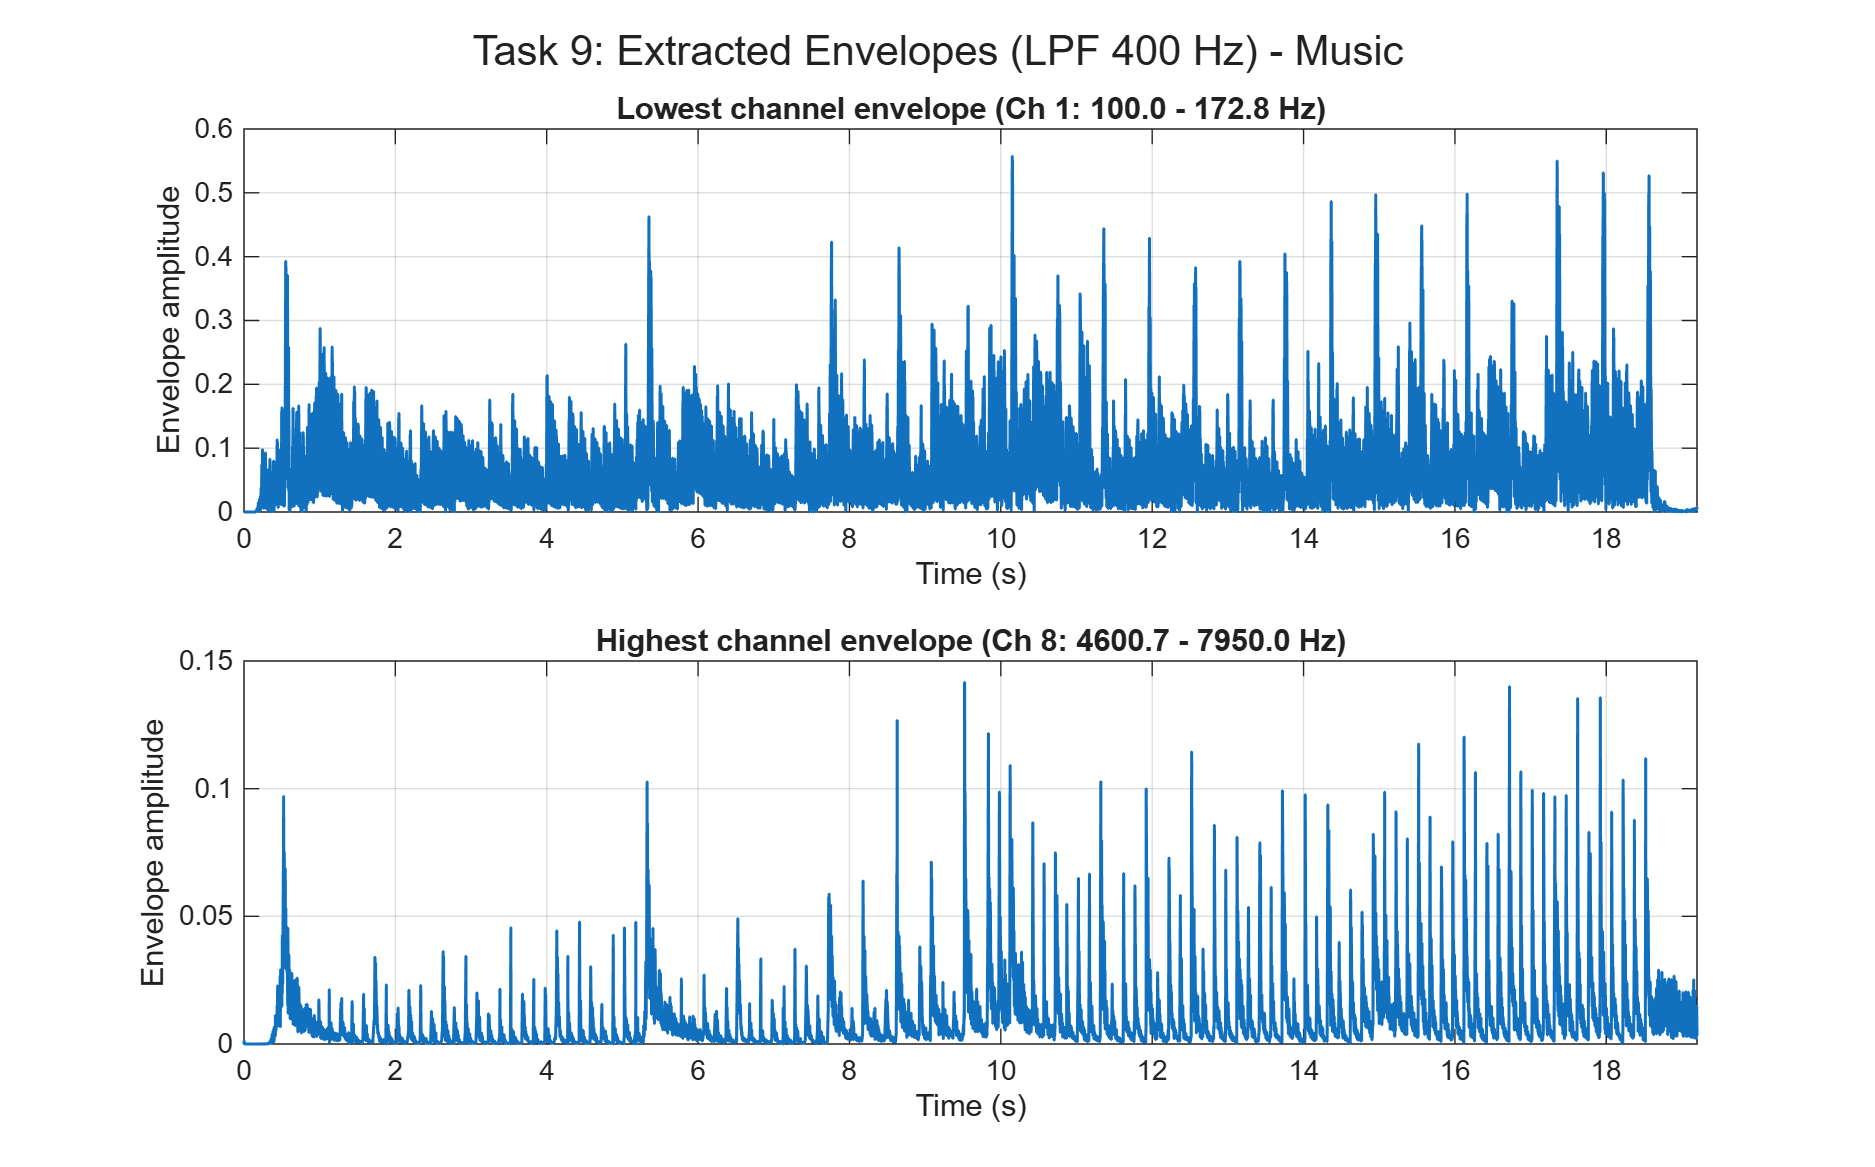 Task 9: Extracted Envelopes (LPF 400 Hz) - Music
Lowest channel envelope (Ch 1: 100.0 - 172.8 Hz)
0.6
0.5
0.4
0.3
0.2
0.1
0
Envelope amplitude
0 2 4 6 8 10 12 14 16 18
Time (s)
Highest channel envelope (Ch 8: 4600.7 - 7950.0 Hz)
0.15
0.1
0.05
0
Envelope amplitude
0 2 4 6 8 10 12 14 16 18
Time (s)